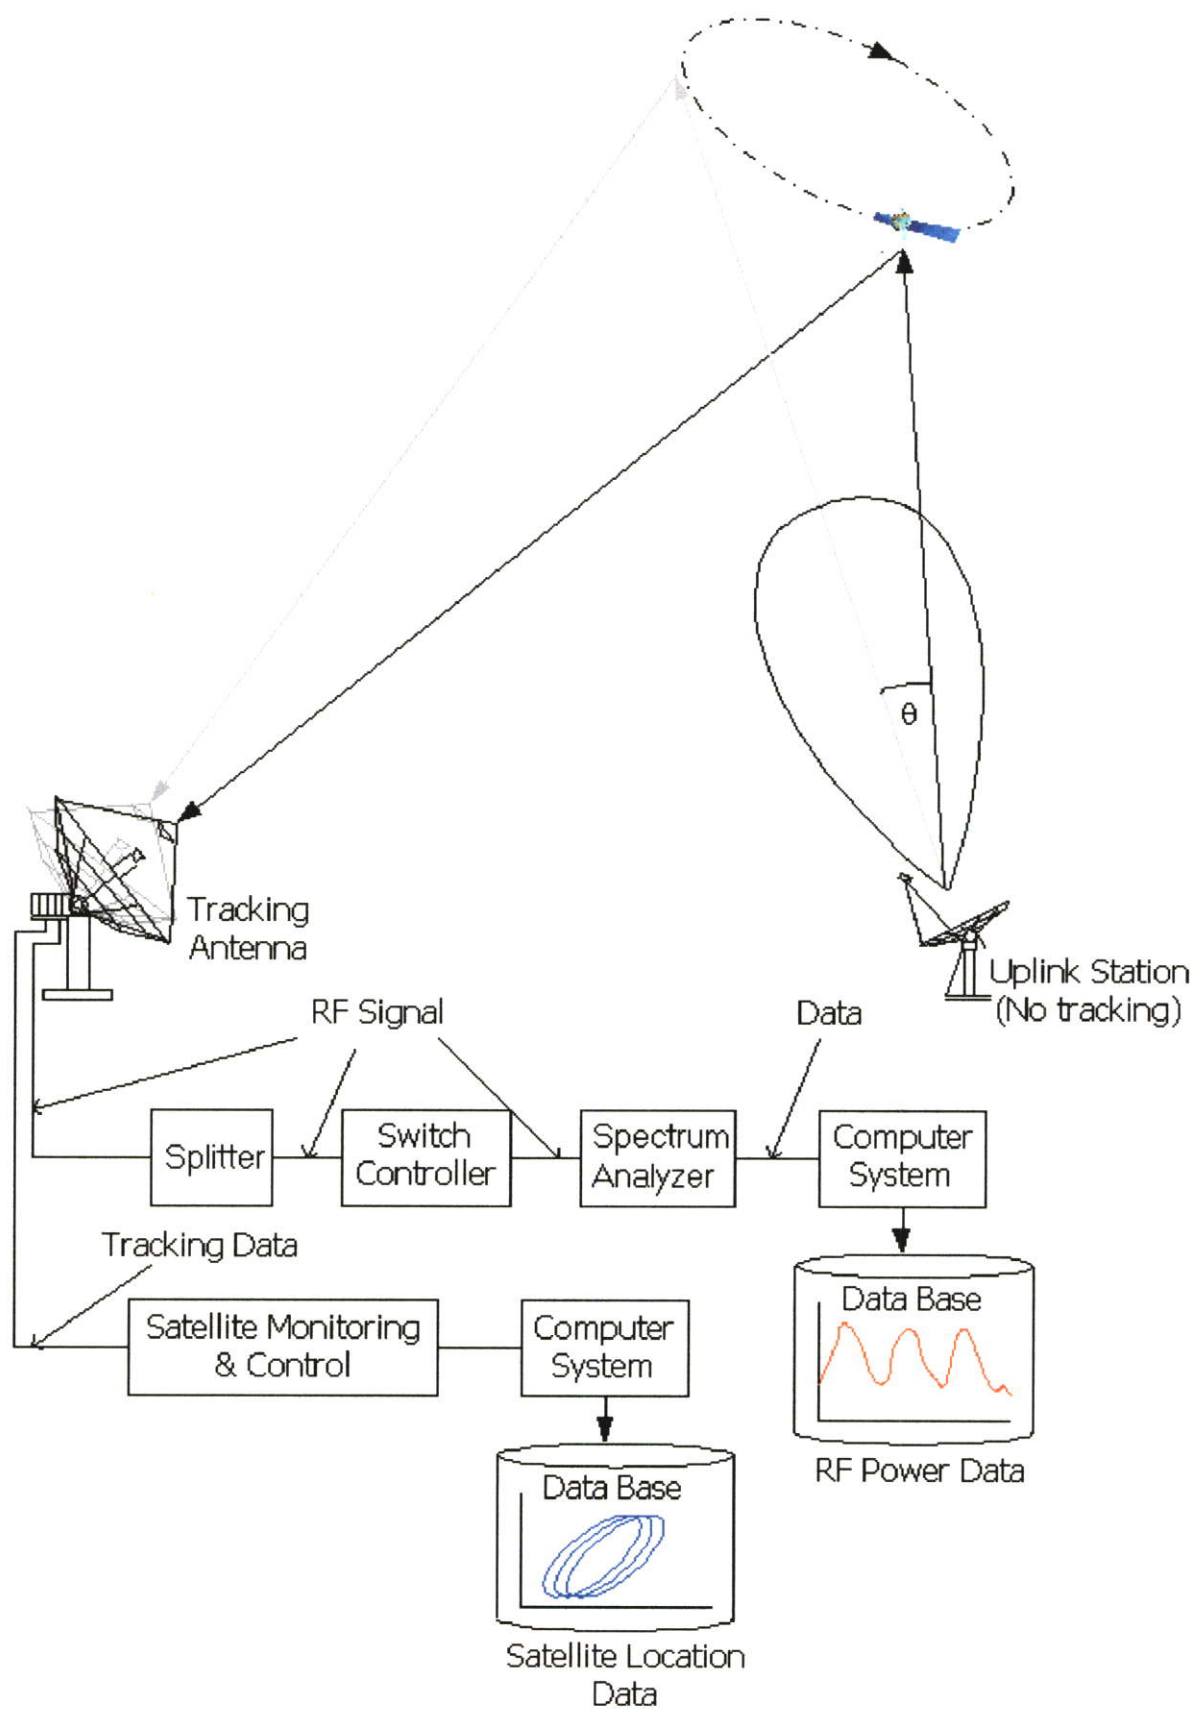 θ
Tracking
Antenna
Uplink Station
(No tracking)
RF Signal
Data
Splitter
Switch
Controller
Spectrum
Analyzer
Computer
System
Tracking Data
Satellite Monitoring
& Control
Computer
System
Data Base
RF Power Data
Data Base
Satellite Location
Data